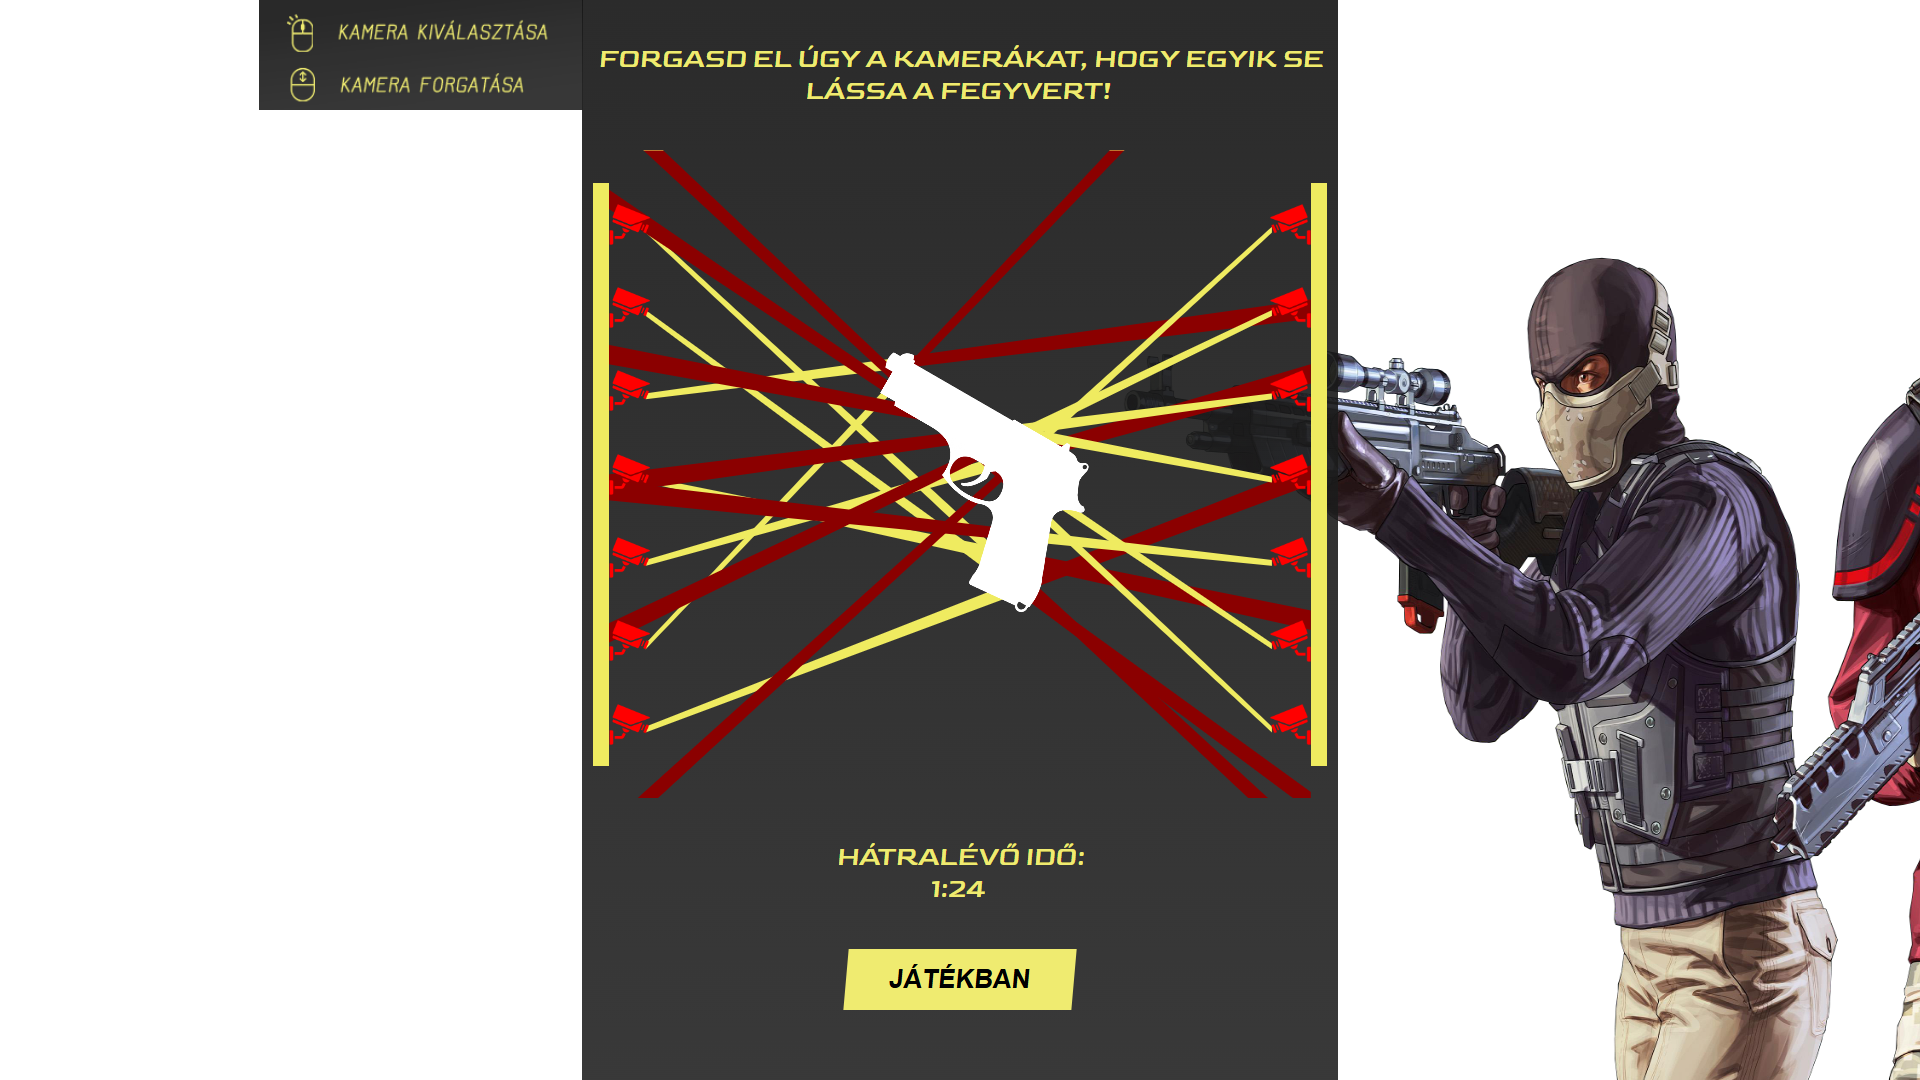 KAMERA KIVÁLASZTÁSA
KAMERA FORGATÁSA
FORGASD EL ÚGY A KAMERÁKAT, HOGY EGYIK SE
LÁSSA A FEGYVERT!
HÁTRALÉVŐ IDŐ:
1:24
JÁTÉKBAN